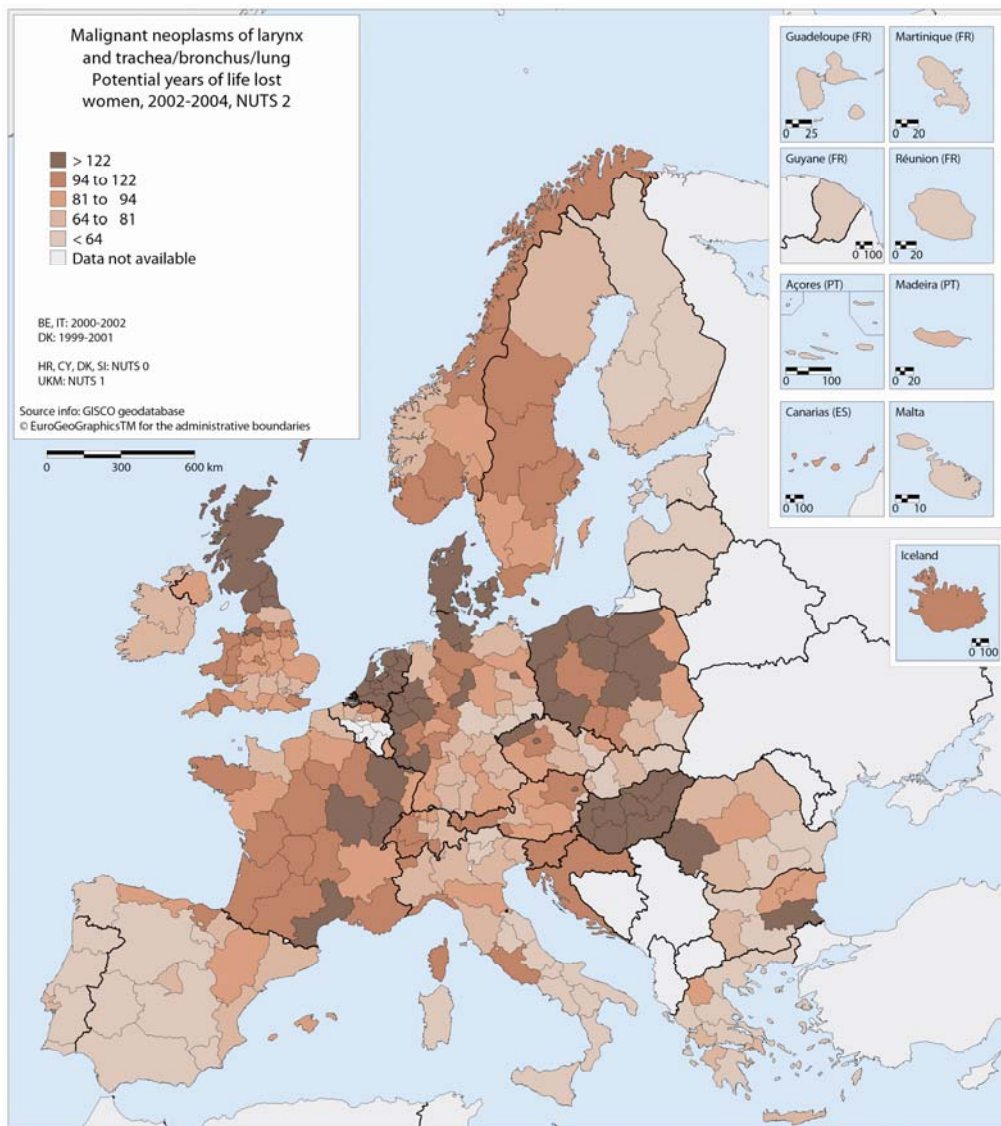 Malignant neoplasms of larynx
and trachea/bronchus/lung
Potential years of life lost
women, 2002-2004, NUTS 2
> 122
94 to 122
81 to 94
64 to 81
< 64
Data not available
BE, IT: 2000-2002
DK: 1999-2001
HR, CY, DK, SI: NUTS 0
UKM: NUTS 1
Source info: GISCO geodatabase
© EuroGeoGraphicsTM for the administrative boundaries
0 300 600 km
Guadeloupe (FR)
0 25
Martinique (FR)
0 20
Guyane (FR)
0 100
Réunion (FR)
0 20
Açores (PT)
0 100
Madeira (PT)
0 20
Canarias (ES)
0 100
Malta
0 10
Iceland
0 100